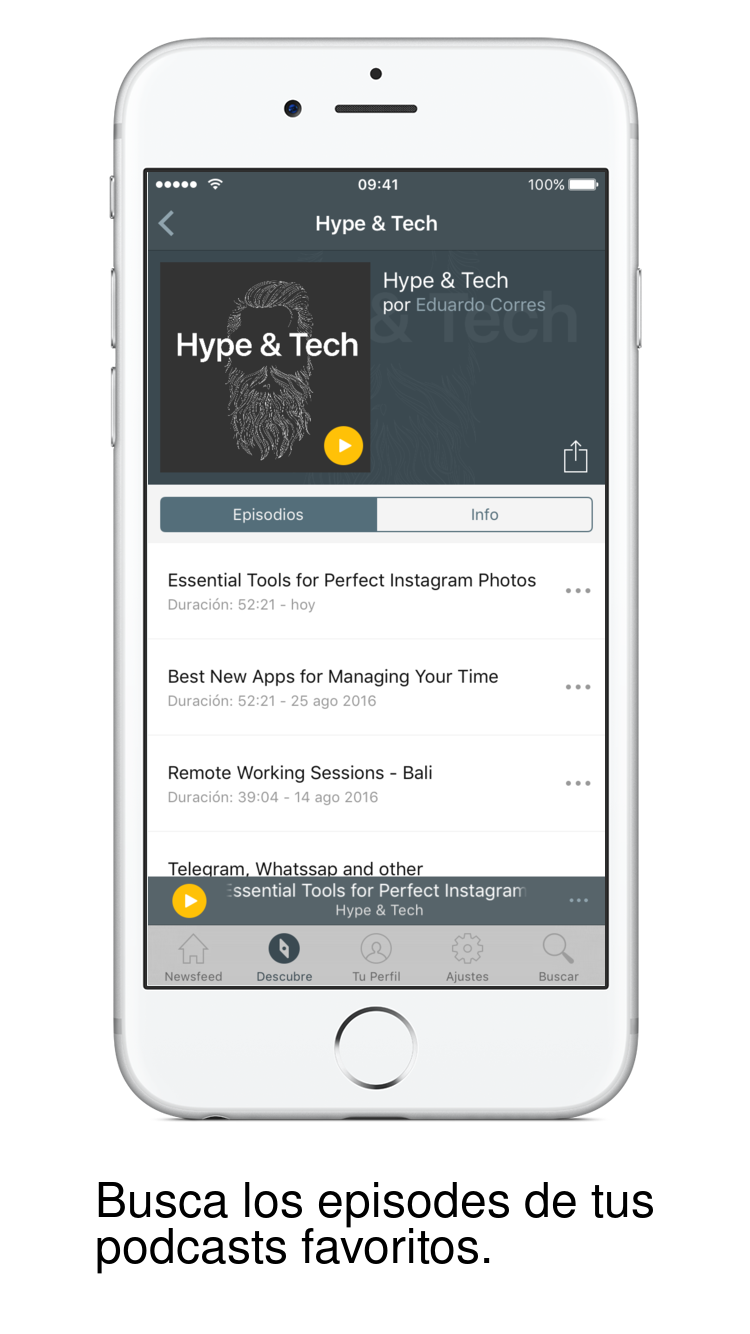 09:41
100%
Hype & Tech
Hype & Tech
Hype & Tech
por Eduardo Corres
& Tech
Episodios
Info
Essential Tools for Perfect Instagram Photos
Duración: 52:21 - hoy
Best New Apps for Managing Your Time
Duración: 52:21 - 25 ago 2016
Remote Working Sessions - Bali
Duración: 39:04 - 14 ago 2016
Telegram, Whatssap and other
Essential Tools for Perfect Instagram
Hype & Tech
Newsfeed
Descubre
Tu Perfil
Ajustes
Buscar
Busca los episodes de tus
podcasts favoritos.